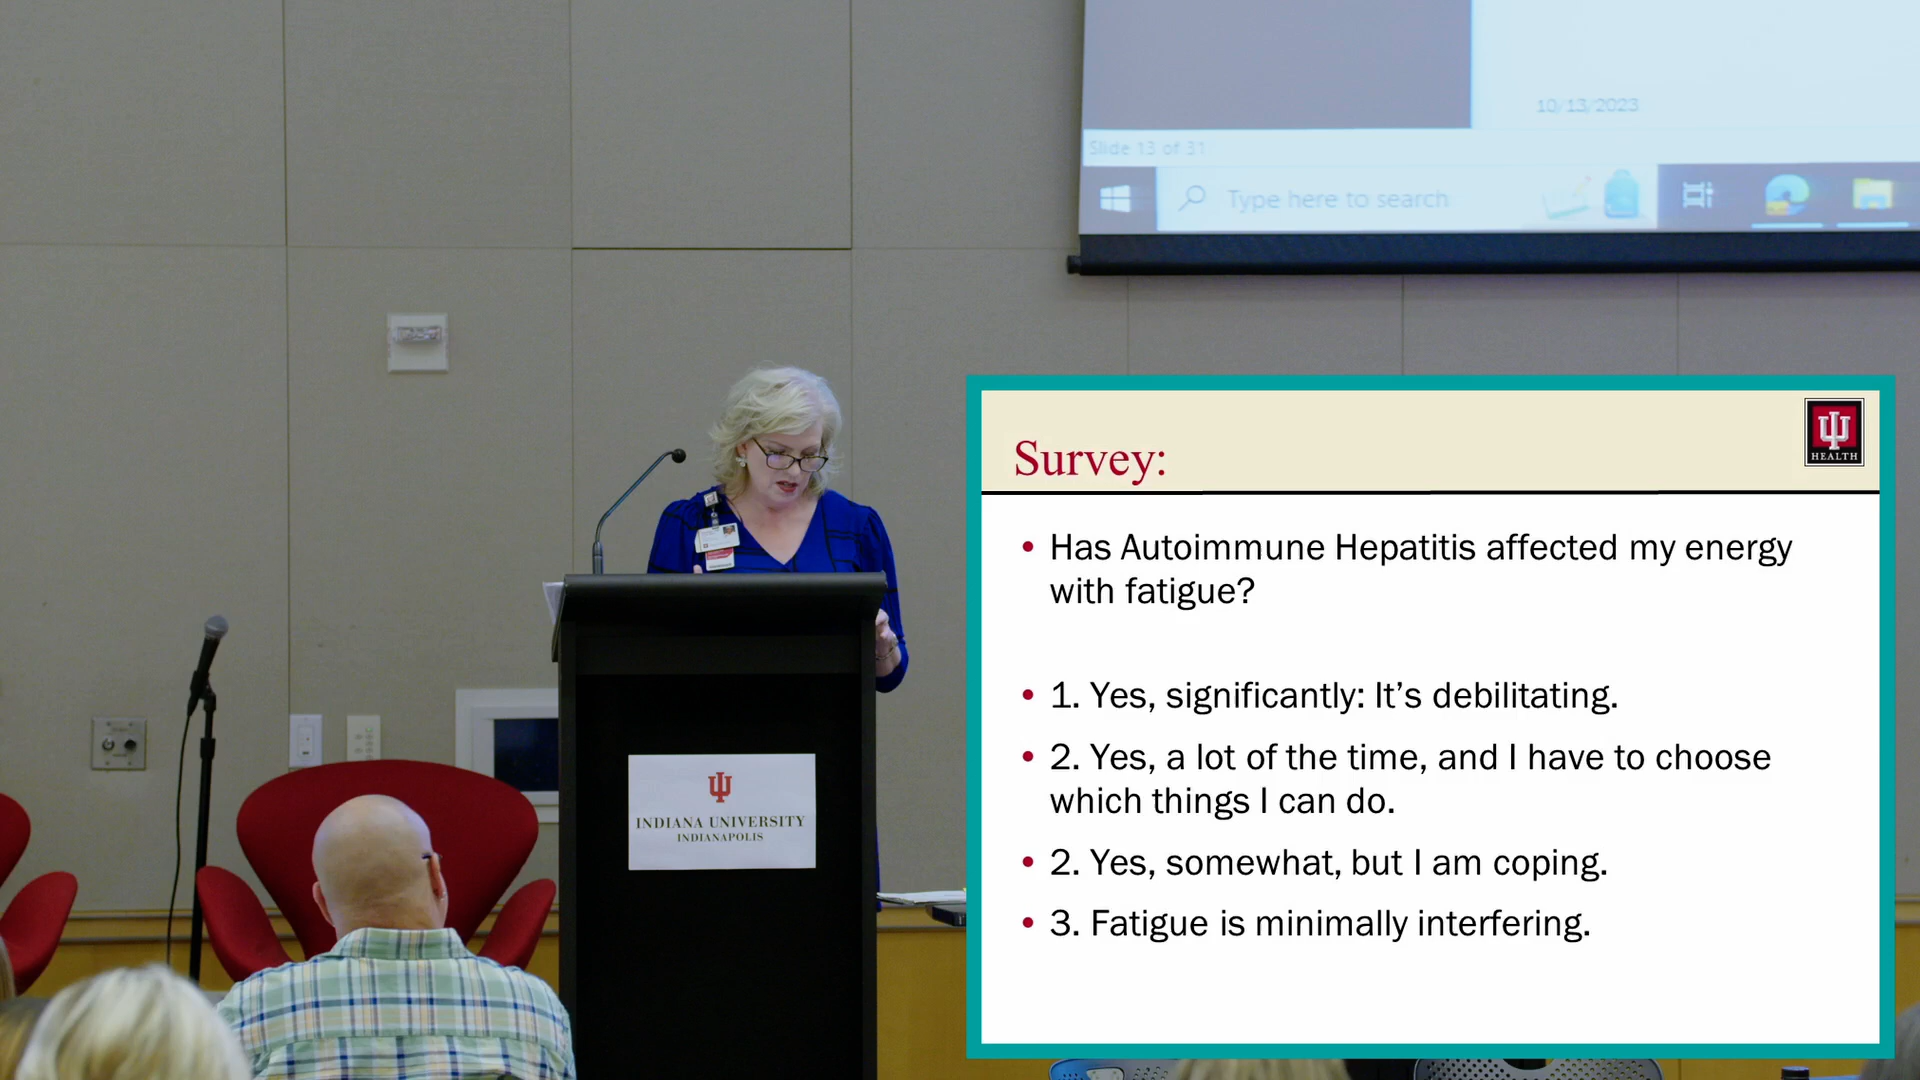 10/13/2023
Slide 13 of 31
Type here to search
HEALTH
Survey:
• Has Autoimmune Hepatitis affected my energy
with fatigue?
• 1. Yes, significantly: It’s debilitating.
• 2. Yes, a lot of the time, and I have to choose
which things I can do.
• 2. Yes, somewhat, but I am coping.
• 3. Fatigue is minimally interfering.
INDIANA UNIVERSITY
INDIANAPOLIS